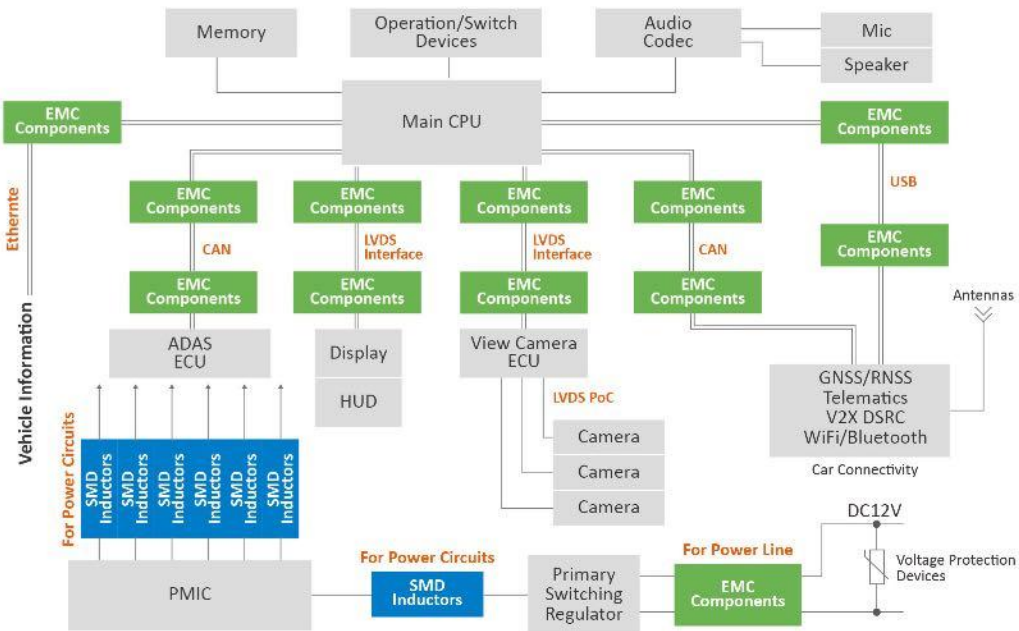 Memory
Operation/Switch
Devices
Audio
Codec
Mic
Speaker
EMC
Components
Main CPU
EMC
Components
EMC
Components
EMC
Components
EMC
Components
EMC
Components
Ethernte
CAN
LVDS
Interface
LVDS
Interface
CAN
USB
EMC
Components
EMC
Components
EMC
Components
EMC
Components
EMC
Components
Vehicle Information
ADAS
ECU
Display
HUD
View Camera
ECU
LVDS PoC
Camera
Camera
Camera
Antennas
GNSS/RNSS
Telematics
V2X DSRC
WiFi/Bluetooth
Car Connectivity
For Power Circuits
SMD
Inductors
SMD
Inductors
SMD
Inductors
SMD
Inductors
SMD
Inductors
SMD
Inductors
PMIC
For Power Circuits
SMD
Inductors
Primary
Switching
Regulator
For Power Line
EMC
Components
DC12V
Voltage Protection
Devices